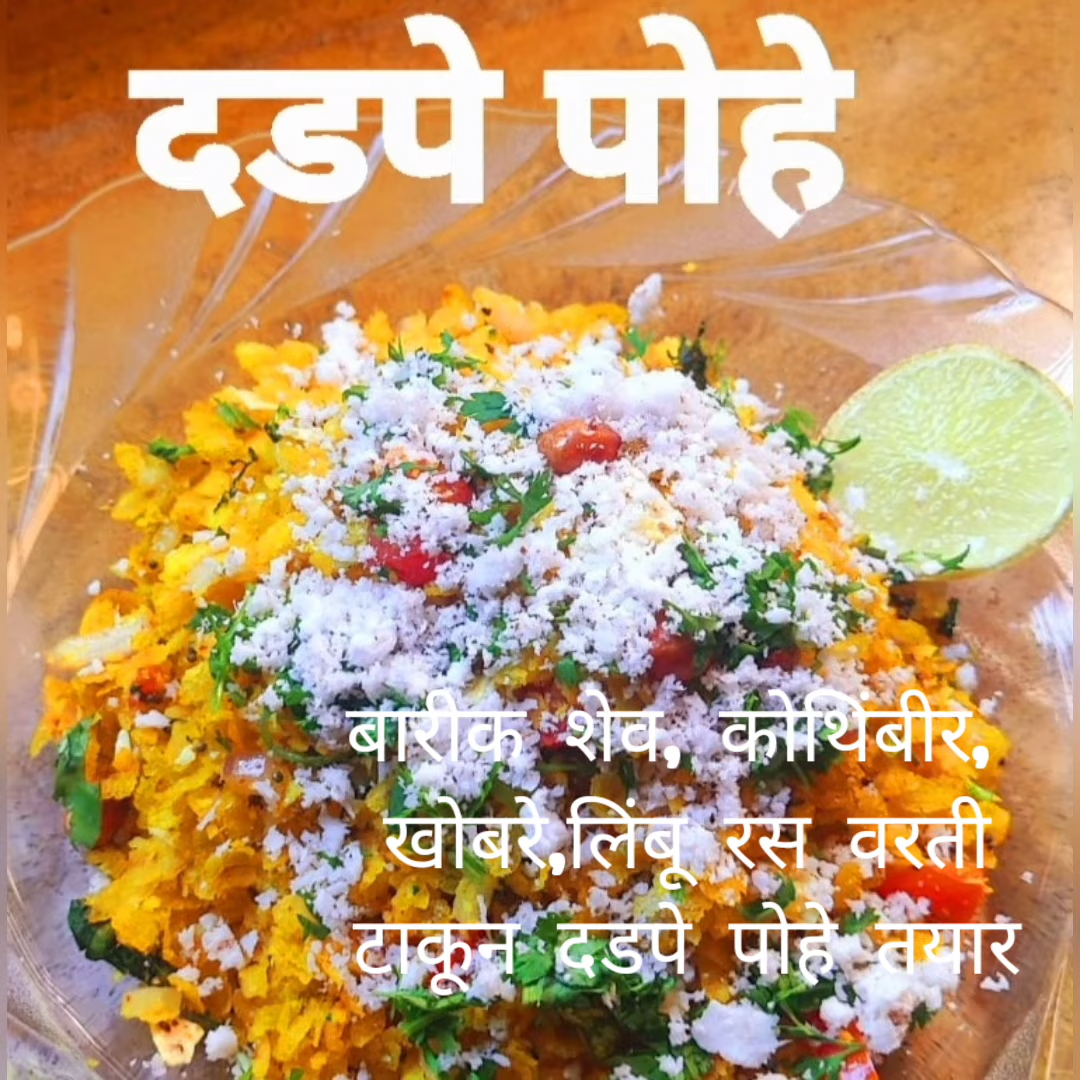 दडपे पोहे
बारीक शेव, कोथिंबीर,
खोबरे,लिंबू रस वरती
टाकून दडपे पोहे तयार